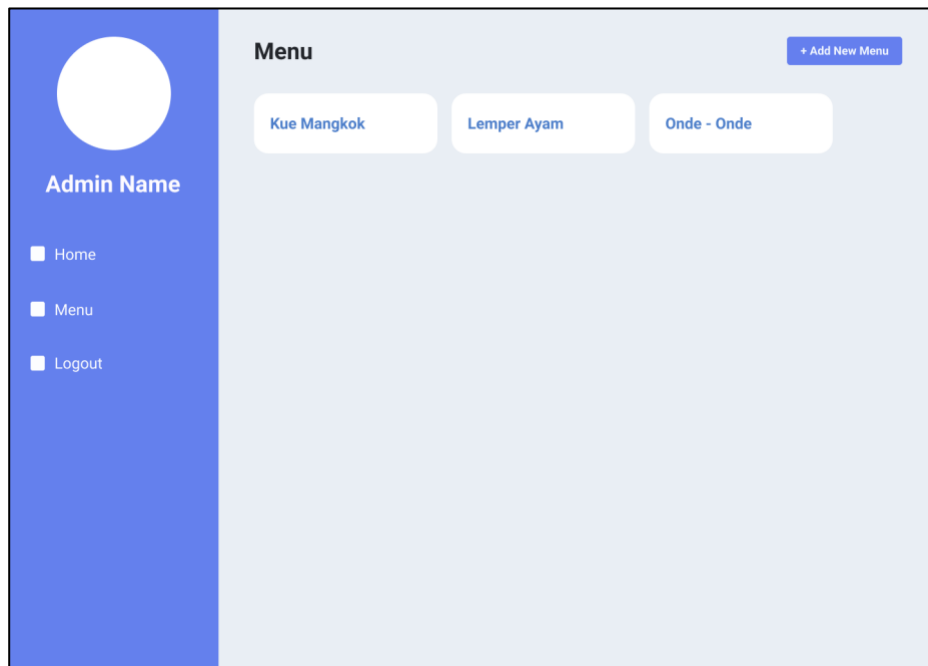 Admin Name
Home
Menu
Logout
Menu
+ Add New Menu
Kue Mangkok
Lemper Ayam
Onde - Onde